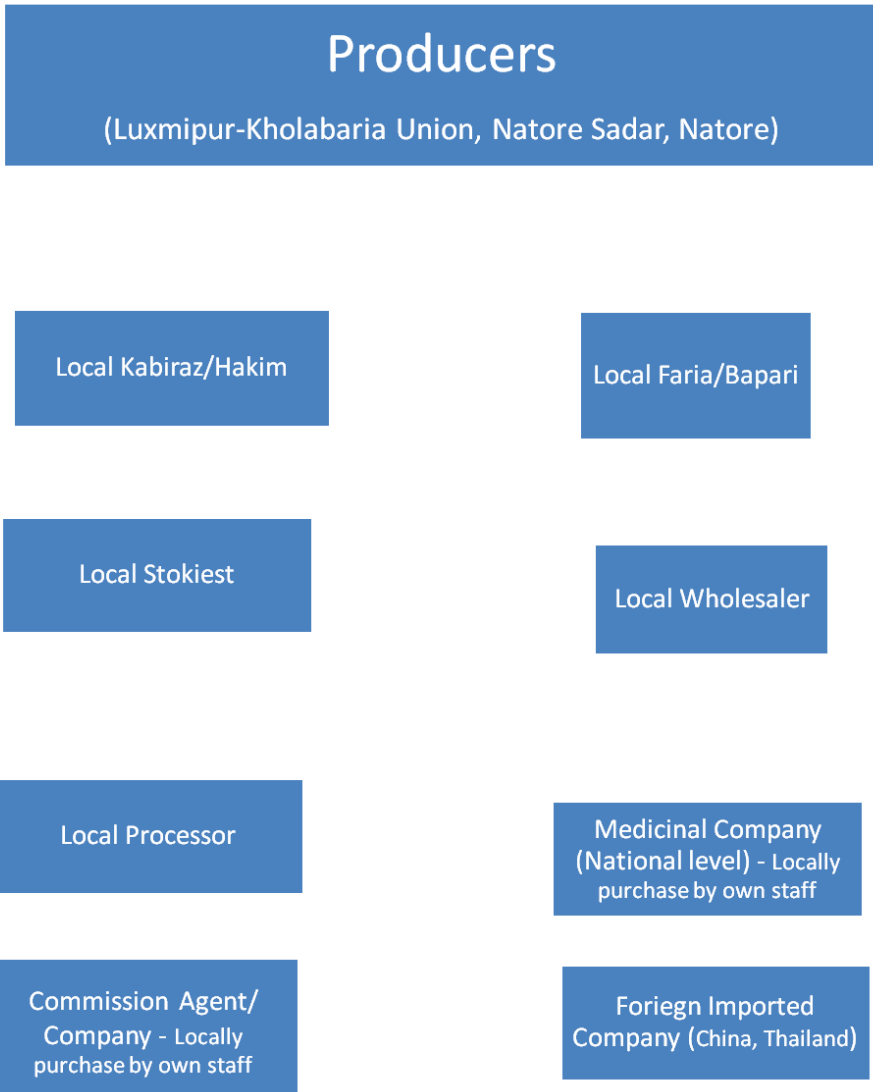 Producers
(Luxmipur-Kholabaria Union, Natore Sadar, Natore)
Local Kabiraz/Hakim
Local Faria/Bapari
Local Stokiest
Local Wholesaler
Local Processor
Medicinal Company
(National level) - Locally
purchase by own staff
Commission Agent/
Company - Locally
purchase by own staff
Foriegn Imported
Company (China, Thailand)